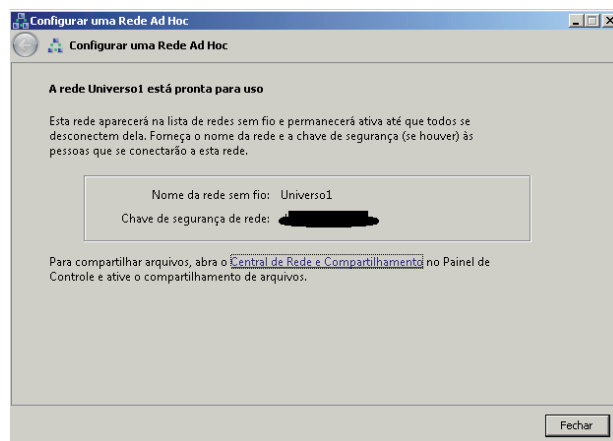 Configurar uma Rede Ad Hoc
Configurar uma Rede Ad Hoc
A rede Universo1 está pronta para uso
Esta rede aparecerá na lista de redes sem fio e permanecerá ativa até que todos se
desconectem dela. Forneça o nome da rede e a chave de segurança (se houver) às
pessoas que se conectarão a esta rede.
Nome da rede sem fio: Universo1
Chave de segurança de rede:
Para compartilhar arquivos, abra o Central de Rede e Compartilhamento no Painel de
Controle e ative o compartilhamento de arquivos.
Fechar